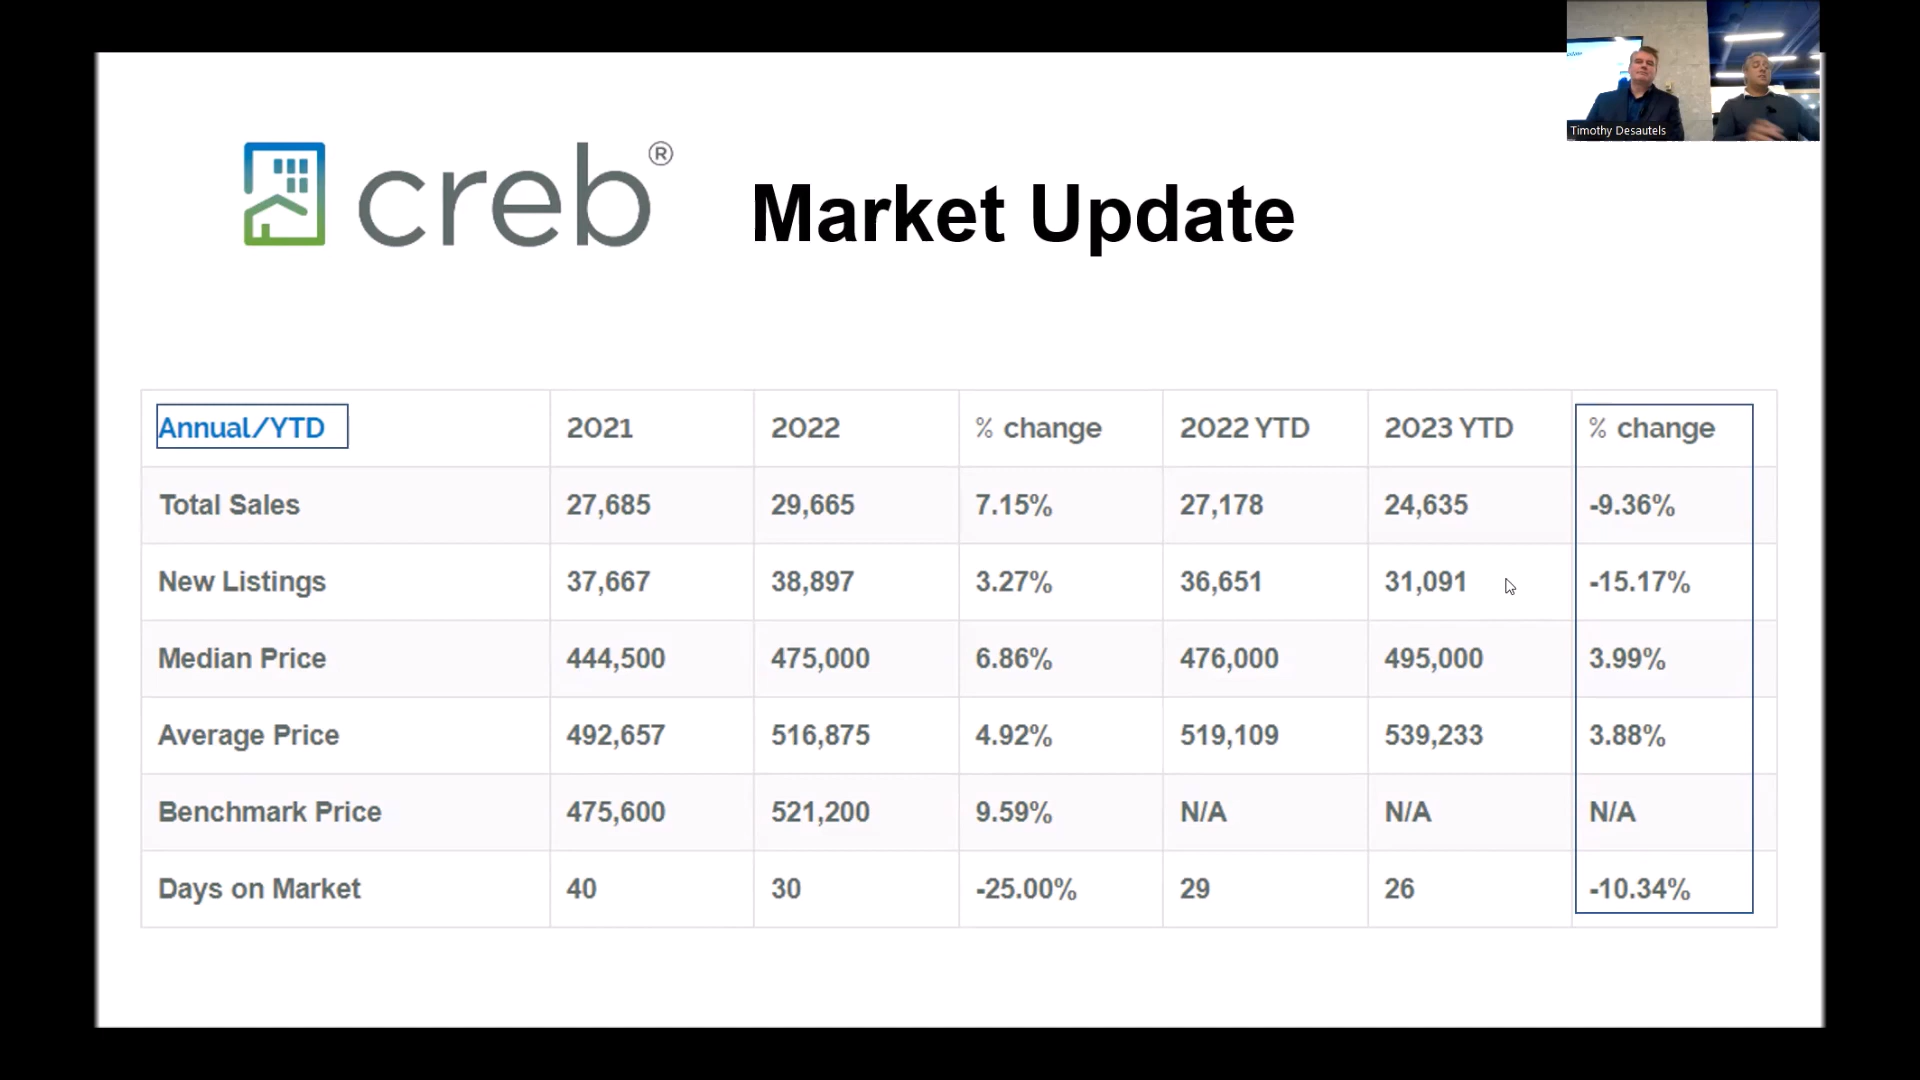 Timothy Desautels
creb® Market Update
Annual/YTD 2021 2022 % change 2022 YTD 2023 YTD % change
Total Sales 27,685 29,665 7.15% 27,178 24,635 -9.36%
New Listings 37,667 38,897 3.27% 36,651 31,091 -15.17%
Median Price 444,500 475,000 6.86% 476,000 495,000 3.99%
Average Price 492,657 516,875 4.92% 519,109 539,233 3.88%
Benchmark Price 475,600 521,200 9.59% N/A N/A N/A
Days on Market 40 30 -25.00% 29 26 -10.34%